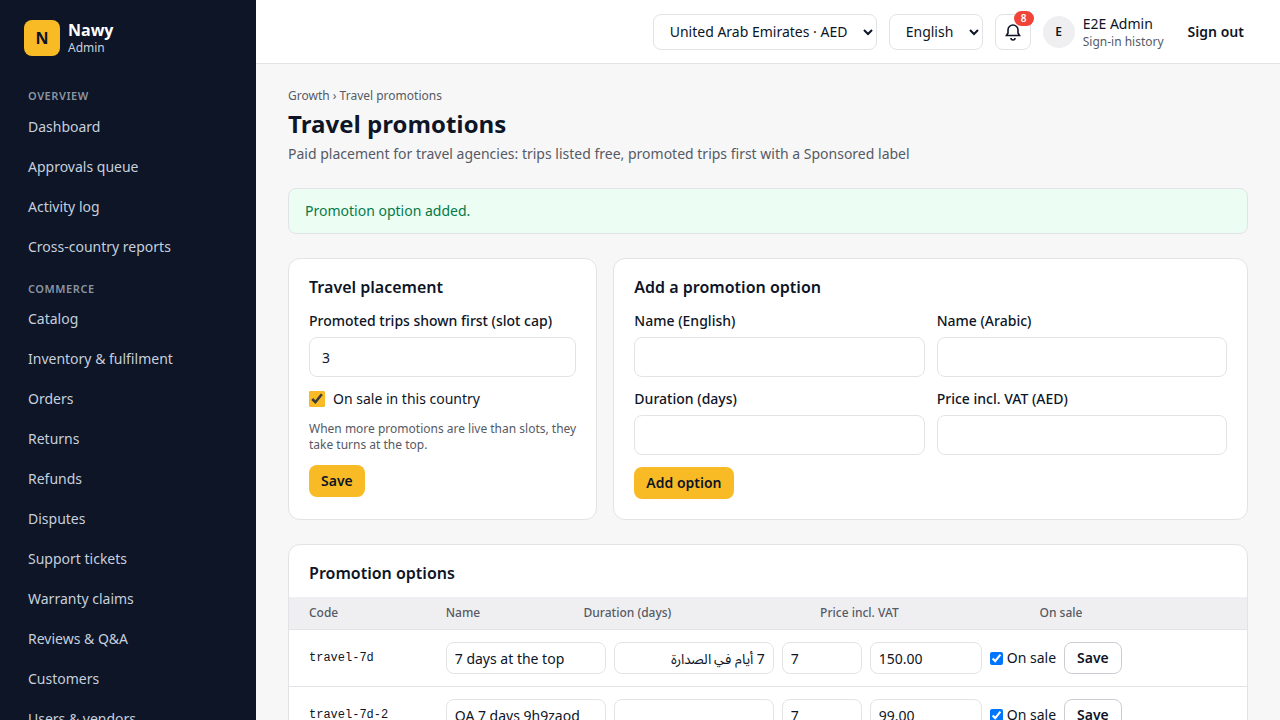 N
Nawy
Admin
United Arab Emirates · AED
English
8
E
E2E Admin
Sign-in history
Sign out
OVERVIEW
Dashboard
Approvals queue
Activity log
Cross-country reports
COMMERCE
Catalog
Inventory & fulfilment
Orders
Returns
Refunds
Disputes
Support tickets
Warranty claims
Reviews & Q&A
Customers
Users & vendors
Growth › Travel promotions
Travel promotions
Paid placement for travel agencies: trips listed free, promoted trips first with a Sponsored label
Promotion option added.
Travel placement
Promoted trips shown first (slot cap)
3
On sale in this country
When more promotions are live than slots, they
take turns at the top.
Save
Add a promotion option
Name (English)
Name (Arabic)
Duration (days)
Price incl. VAT (AED)
Add option
Promotion options
Code Name Duration (days) Price incl. VAT On sale
travel-7d 7 days at the top 7 أيام في الصدارة 7 150.00 On sale Save
travel-7d-2 QA 7 days 9h9zaod 7 99.00 On sale Save